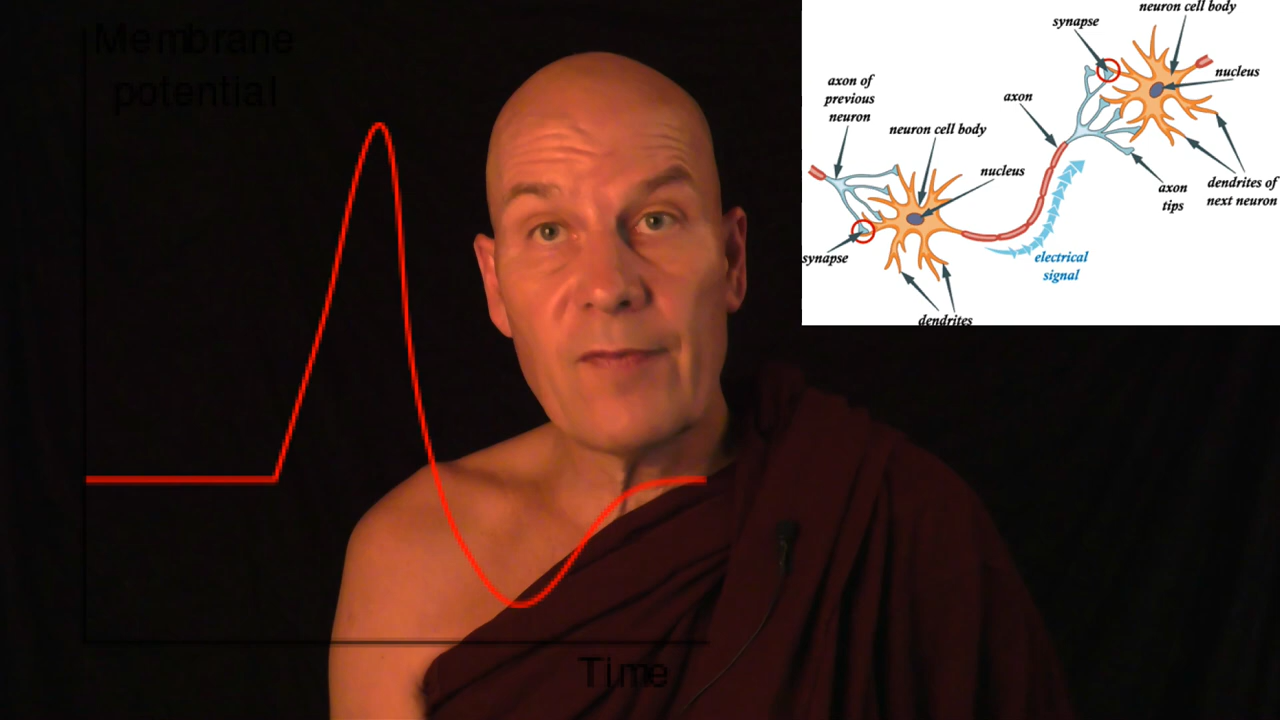 Membrane
potential
Time
neuron cell body
synapse
nucleus
axon of
previous
neuron
axon
neuron cell body
nucleus
axon
tips
dendrites of
next neuron
synapse
electrical
signal
dendrites